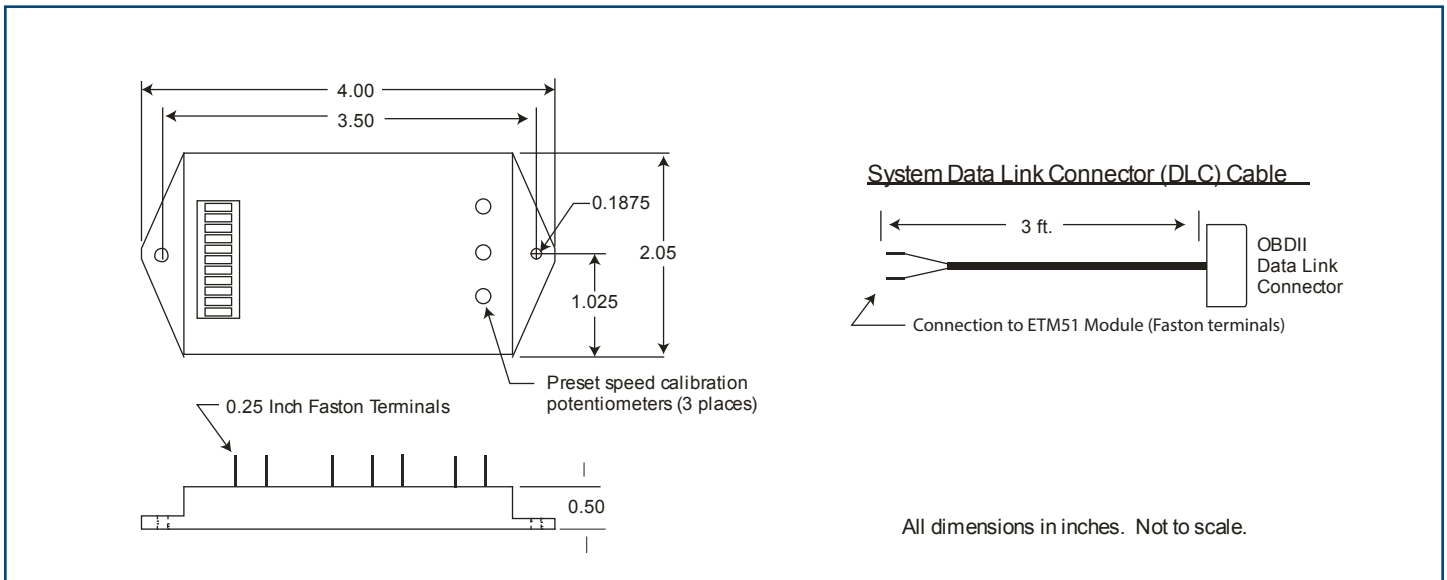 4.00
3.50
0.1875
2.05
1.025
Preset speed calibration
potentiometers (3 places)
0.25 Inch Faston Terminals
0.50
System Data Link Connector (DLC) Cable
3 ft.
OBDII
Data Link
Connector
Connection to ETM51 Module (Faston terminals)
All dimensions in inches. Not to scale.